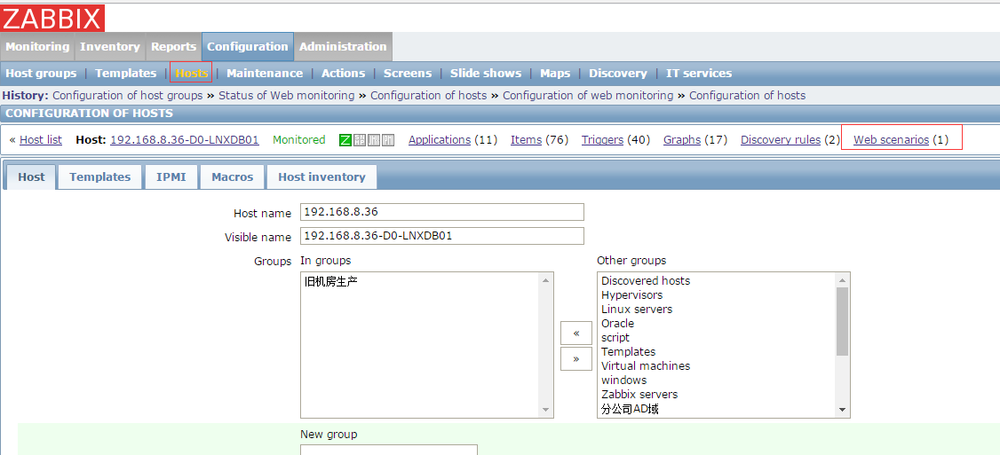 ZABBIX
Monitoring Inventory Reports Configuration Administration
Host groups | Templates | Hosts | Maintenance | Actions | Screens | Slide shows | Maps | Discovery | IT services
History: Configuration of host groups » Status of Web monitoring » Configuration of hosts » Configuration of web monitoring » Configuration of hosts
CONFIGURATION OF HOSTS
« Host list Host: 192.168.8.36-D0-LNXDB01 Monitored Z Applications (11) Items (76) Triggers (40) Graphs (17) Discovery rules (2) Web scenarios (1)
Host Templates IPMI Macros Host inventory
Host name 192.168.8.36
Visible name 192.168.8.36-D0-LNXDB01
Groups In groups Other groups
旧机房生产 Discovered hosts
Hypervisors
Linux servers
Oracle
« script
Templates
» Virtual machines
windows
Zabbix servers
分公司AD域
New group